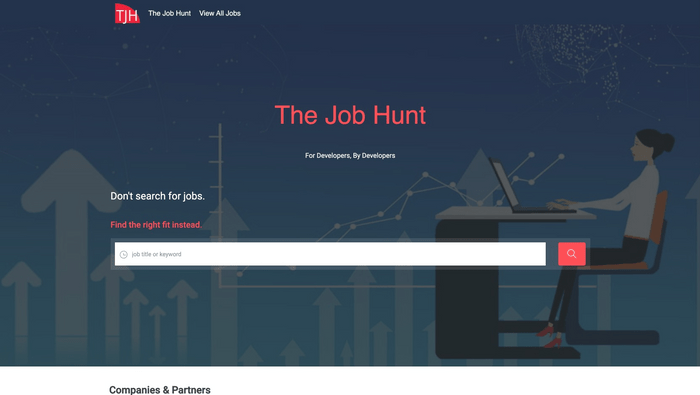 TJH
The Job Hunt
View All Jobs
The Job Hunt
For Developers, By Developers
Don't search for jobs.
Find the right fit instead.
job title or keyword
Companies & Partners